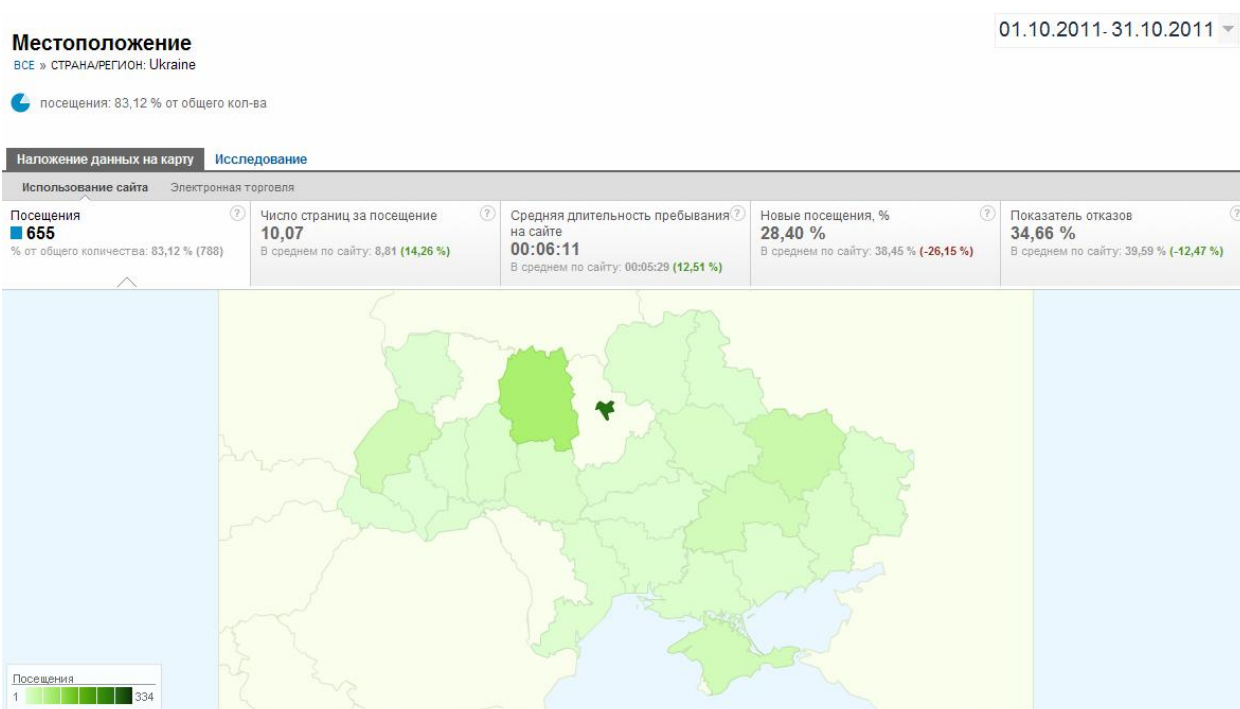 01.10.2011-31.10.2011
Местоположение
ВСЕ » СТРАНА/РЕГИОН: Ukraine
посещения: 83,12 % от общего кол-ва
Наложение данных на карту Исследование
Использование сайта Электронная торговля
Посещения ?
655
% от общего количества: 83,12 % (788)
Число страниц за посещение ?
10,07
В среднем по сайту: 8,81 (14,26 %)
Средняя длительность пребывания ?
на сайте
00:06:11
В среднем по сайту: 00:05:29 (12,51 %)
Новые посещения, % ?
28,40 %
В среднем по сайту: 38,45 % (-26,15 %)
Показатель отказов ?
34,66 %
В среднем по сайту: 39,59 % (-12,47 %)
Посещения
1 334